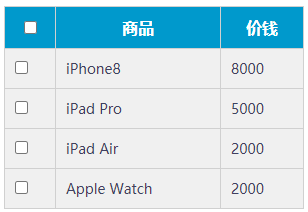 商品 价钱
iPhone8 8000
iPad Pro 5000
iPad Air 2000
Apple Watch 2000